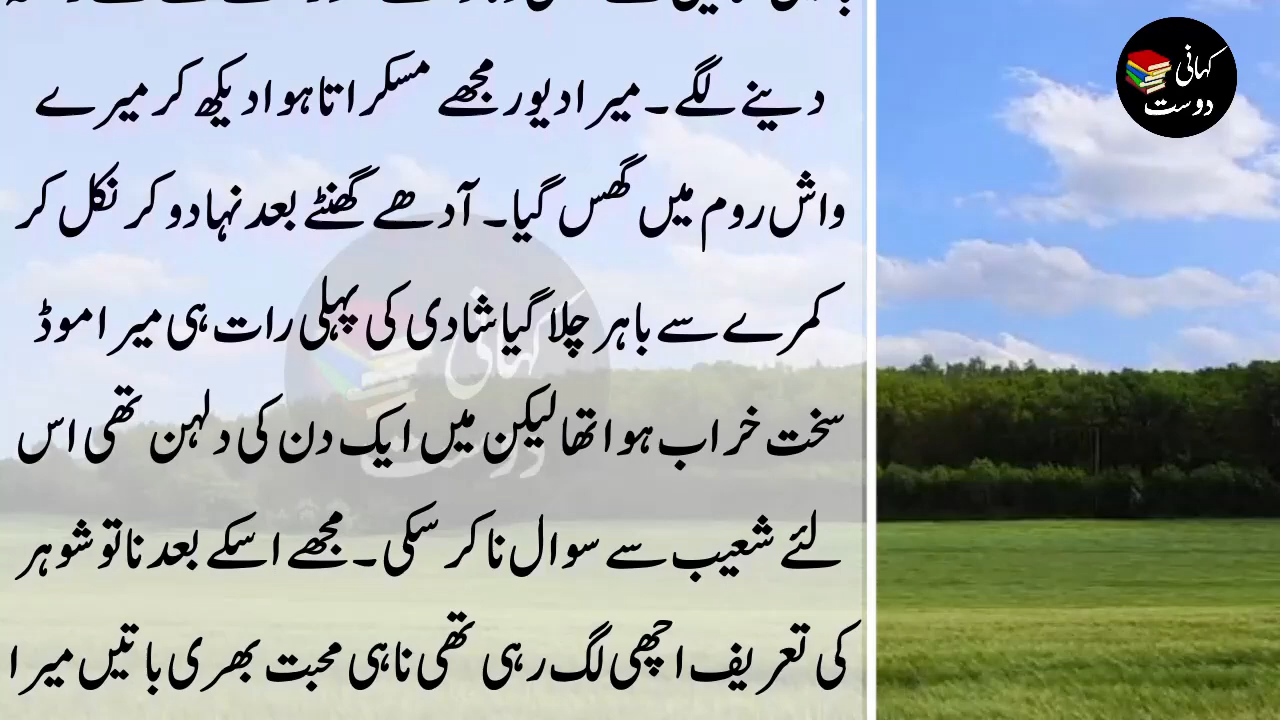 دینے لگے۔ میرا دیور مجھے مسکراتا ہوا دیکھ کر میرے
واش روم میں گھس گیا۔ آدھے گھنٹے بعد نہا دو کر نکل کر
کمرے سے باہر چلا گیا شادی کی پہلی رات ہی میرا موڈ
سخت خراب ہوا تھا لیکن میں ایک دن کی دلہن تھی اس
لئے شعیب سے سوال نا کر سکی۔ مجھے اسکے بعد نا تو شوہر
کی تعریف اچھی لگ رہی تھی نا ہی محبت بھری باتیں میرا
کہانی
دوست
کہانی
دوست